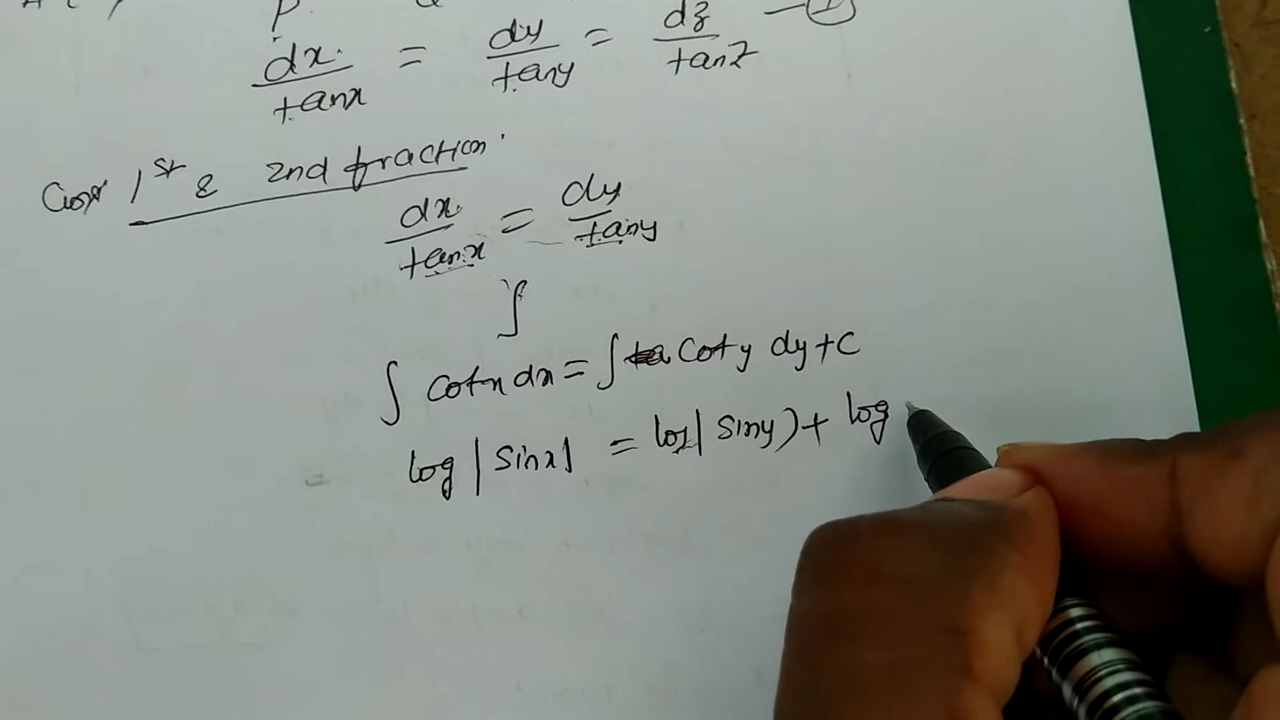 P.
dx/tanx = dy/tany = dz/tanz — ①
1st & 2nd fraction
dx/tanx = dy/tany
∫
∫ cotx dx = ∫ Coty dy + C
log |sinx| = log |siny) + log